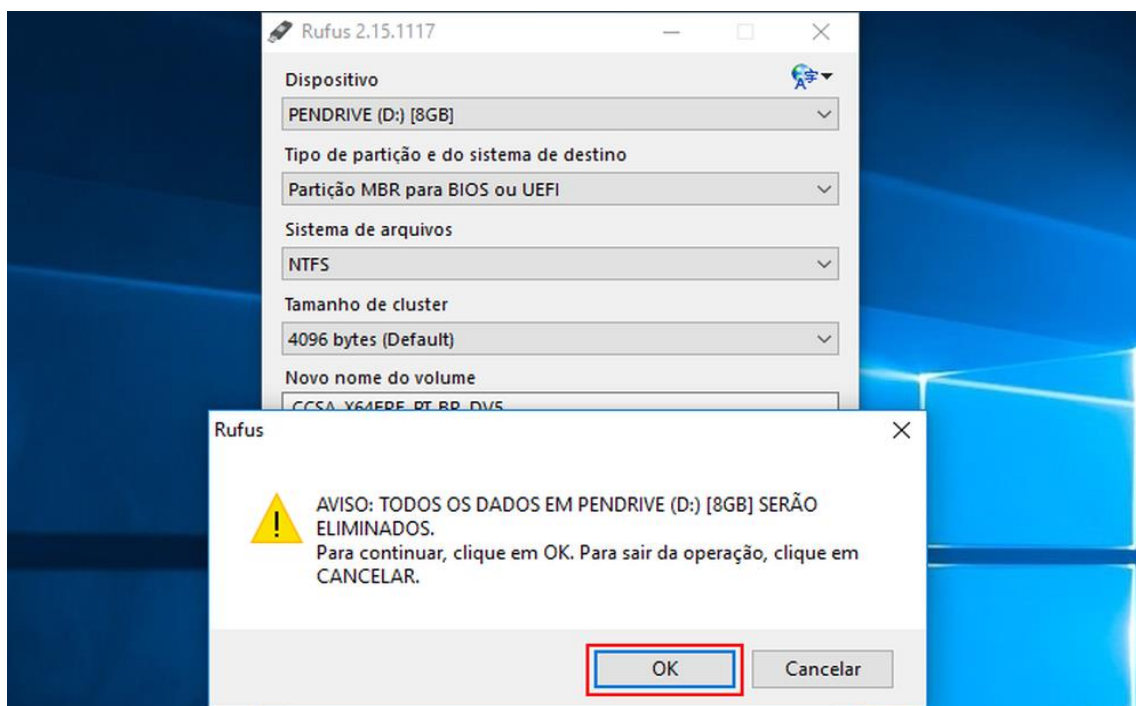 Rufus 2.15.1117
Dispositivo
PENDRIVE (D:) [8GB]
Tipo de partição e do sistema de destino
Partição MBR para BIOS ou UEFI
Sistema de arquivos
NTFS
Tamanho de cluster
4096 bytes (Default)
Novo nome do volume
CCSA_X64FRE_PT-BR_DV5
Rufus
AVISO: TODOS OS DADOS EM PENDRIVE (D:) [8GB] SERÃO
ELIMINADOS.
Para continuar, clique em OK. Para sair da operação, clique em
CANCELAR.
OK
Cancelar